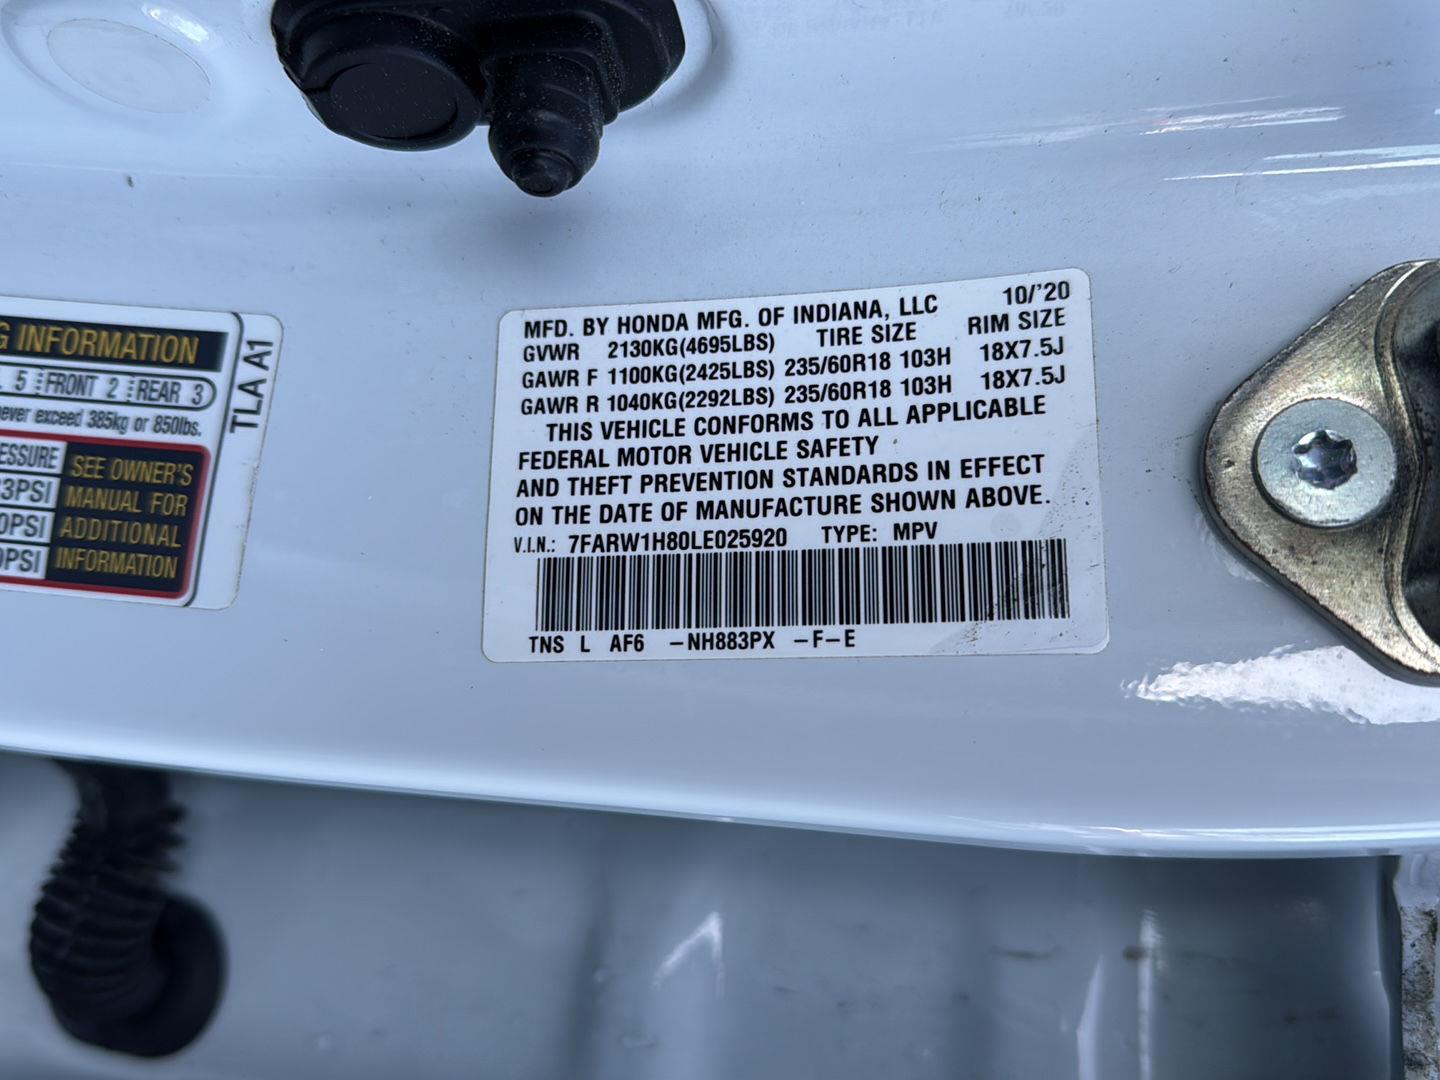 G INFORMATION
L 5 FRONT 2 REAR 3
never exceed 385kg or 850lbs.
SEE OWNER'S
MANUAL FOR
ADDITIONAL
INFORMATION
ESSURE
3PSI
0PSI
0PSI
TLA A1
MFD. BY HONDA MFG. OF INDIANA, LLC 10/'20
GVWR 2130KG(4695LBS) TIRE SIZE RIM SIZE
GAWR F 1100KG(2425LBS) 235/60R18 103H 18X7.5J
GAWR R 1040KG(2292LBS) 235/60R18 103H 18X7.5J
THIS VEHICLE CONFORMS TO ALL APPLICABLE
FEDERAL MOTOR VEHICLE SAFETY
AND THEFT PREVENTION STANDARDS IN EFFECT
ON THE DATE OF MANUFACTURE SHOWN ABOVE.
V.I.N.: 7FARW1H80LE025920 TYPE: MPV
TNS L AF6 -NH883PX -F-E